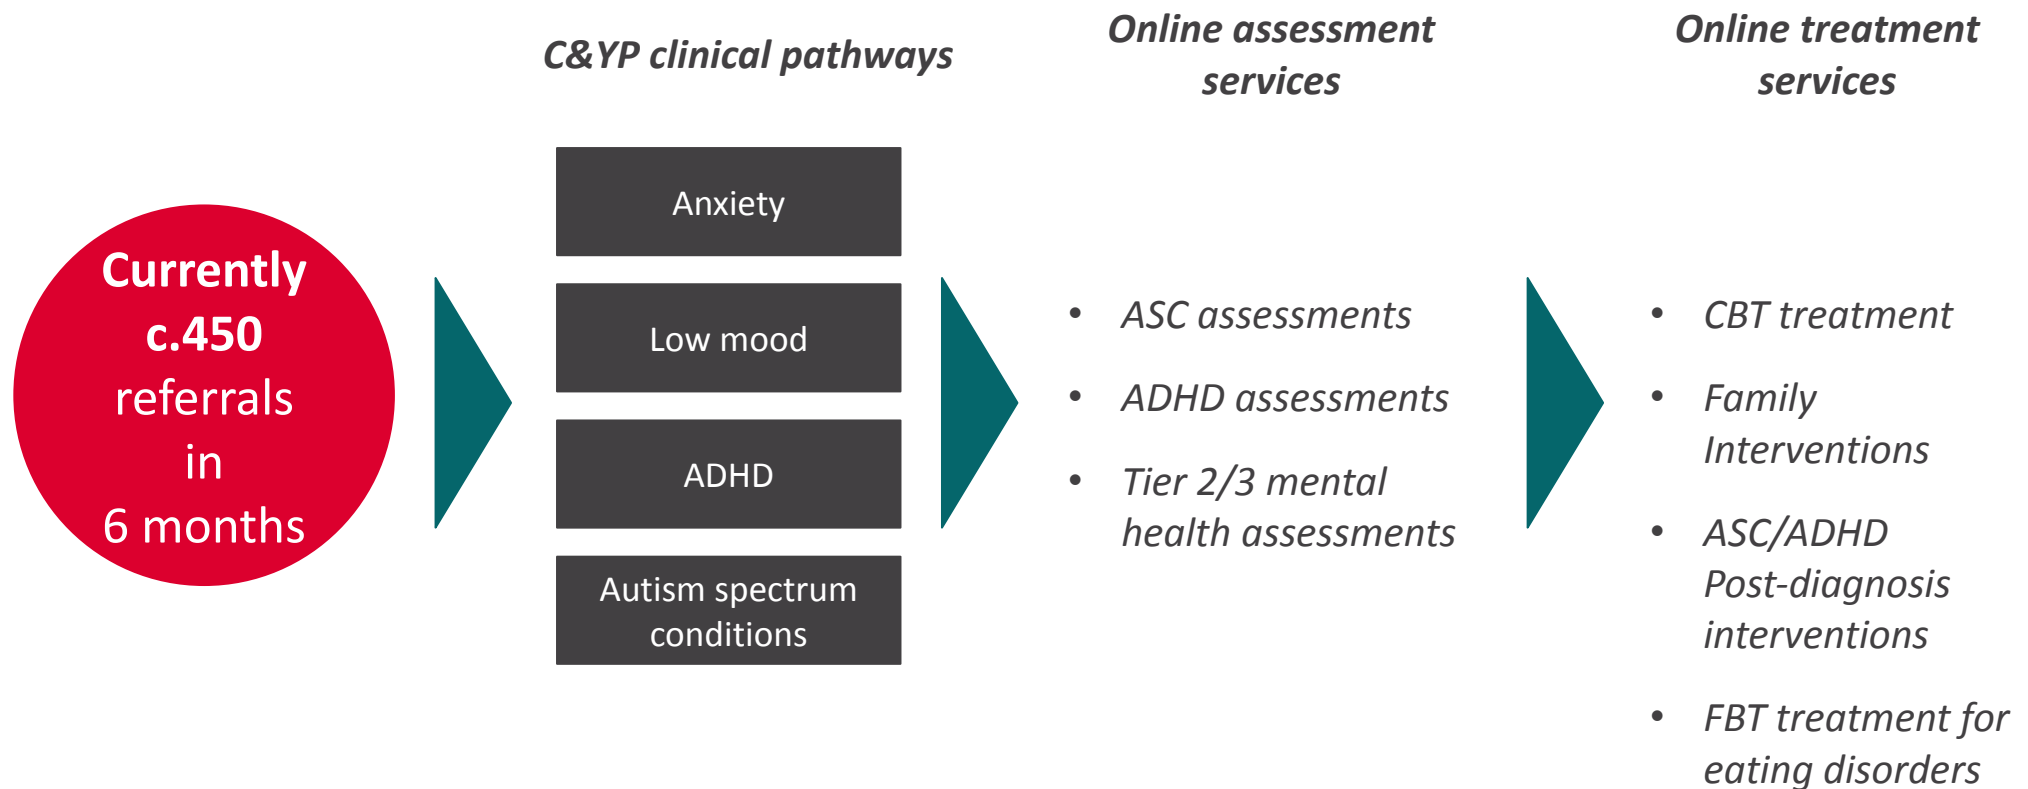 C&YP clinical pathways
Online assessment
services
Online treatment
services
Currently
c.450
referrals
in
6 months
Anxiety
Low mood
ADHD
Autism spectrum
conditions
• ASC assessments
• ADHD assessments
• Tier 2/3 mental
health assessments
• CBT treatment
• Family
Interventions
• ASC/ADHD
Post-diagnosis
interventions
• FBT treatment for
eating disorders